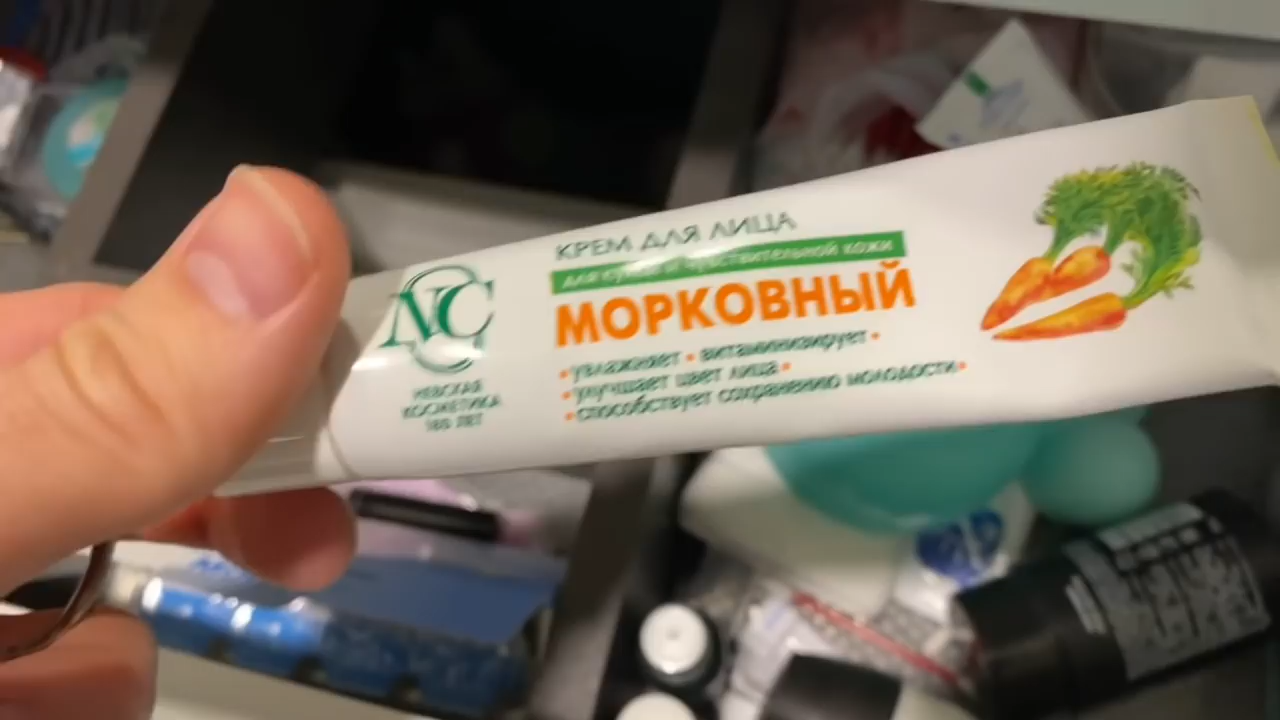 NC
НЕВСКАЯ
КОСМЕТИКА
180 ЛЕТ
КРЕМ ДЛЯ ЛИЦА
для сухой и чувствительной кожи
МОРКОВНЫЙ
• увлажняет • витаминизирует •
• улучшает цвет лица •
• способствует сохранению молодости •